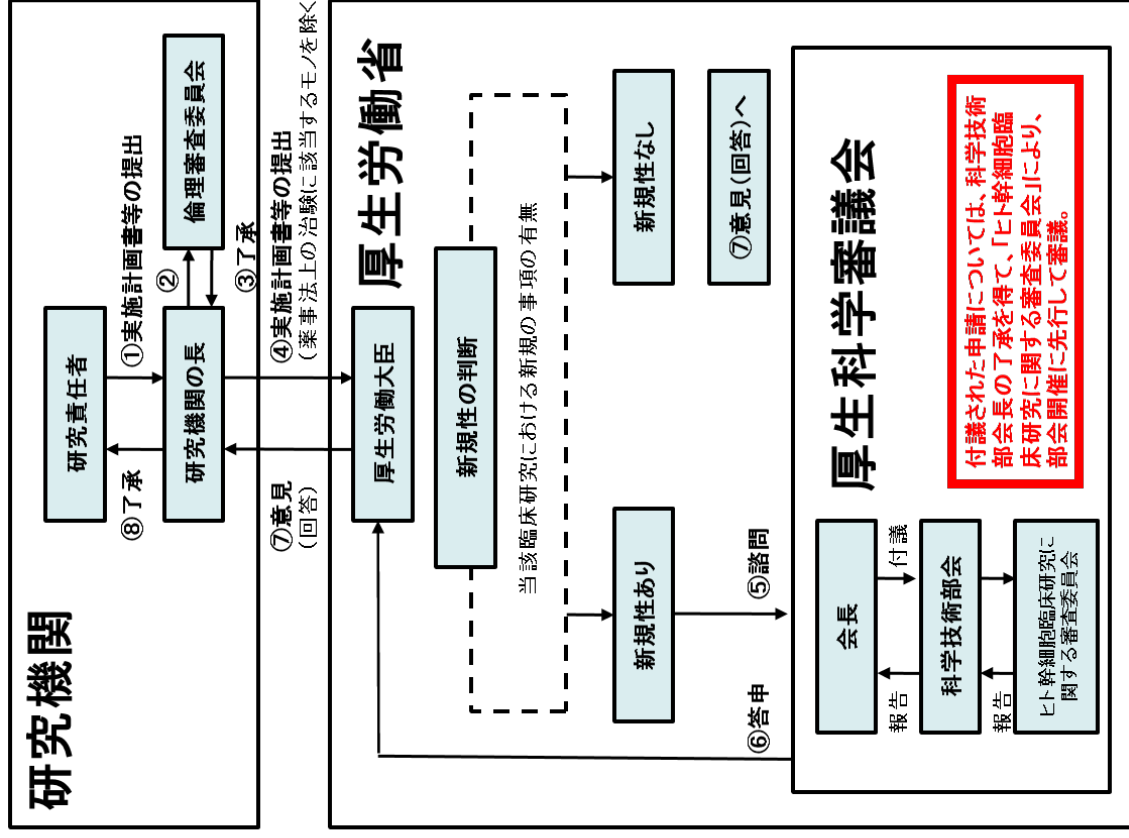 研究機関
研究責任者
①実施計画書等の提出
⑧了承
研究機関の長
②
③了承
倫理審査委員会
④実施計画書等の提出
(薬事法上の治験に該当するモノを除く
⑦意見
(回答)
厚生労働省
厚生労働大臣
新規性の判断
当該臨床研究における新規の事項の有無
新規性あり
新規性なし
⑦意見(回答)へ
⑤諮問
⑥答申
厚生科学審議会
会長
付議
報告
科学技術部会
報告
ヒト幹細胞臨床研究に
関する審査委員会
付議された申請については、科学技術
部会長の了承を得て、「ヒト幹細胞臨
床研究に関する審査委員会」により、
部会開催に先行して審議。